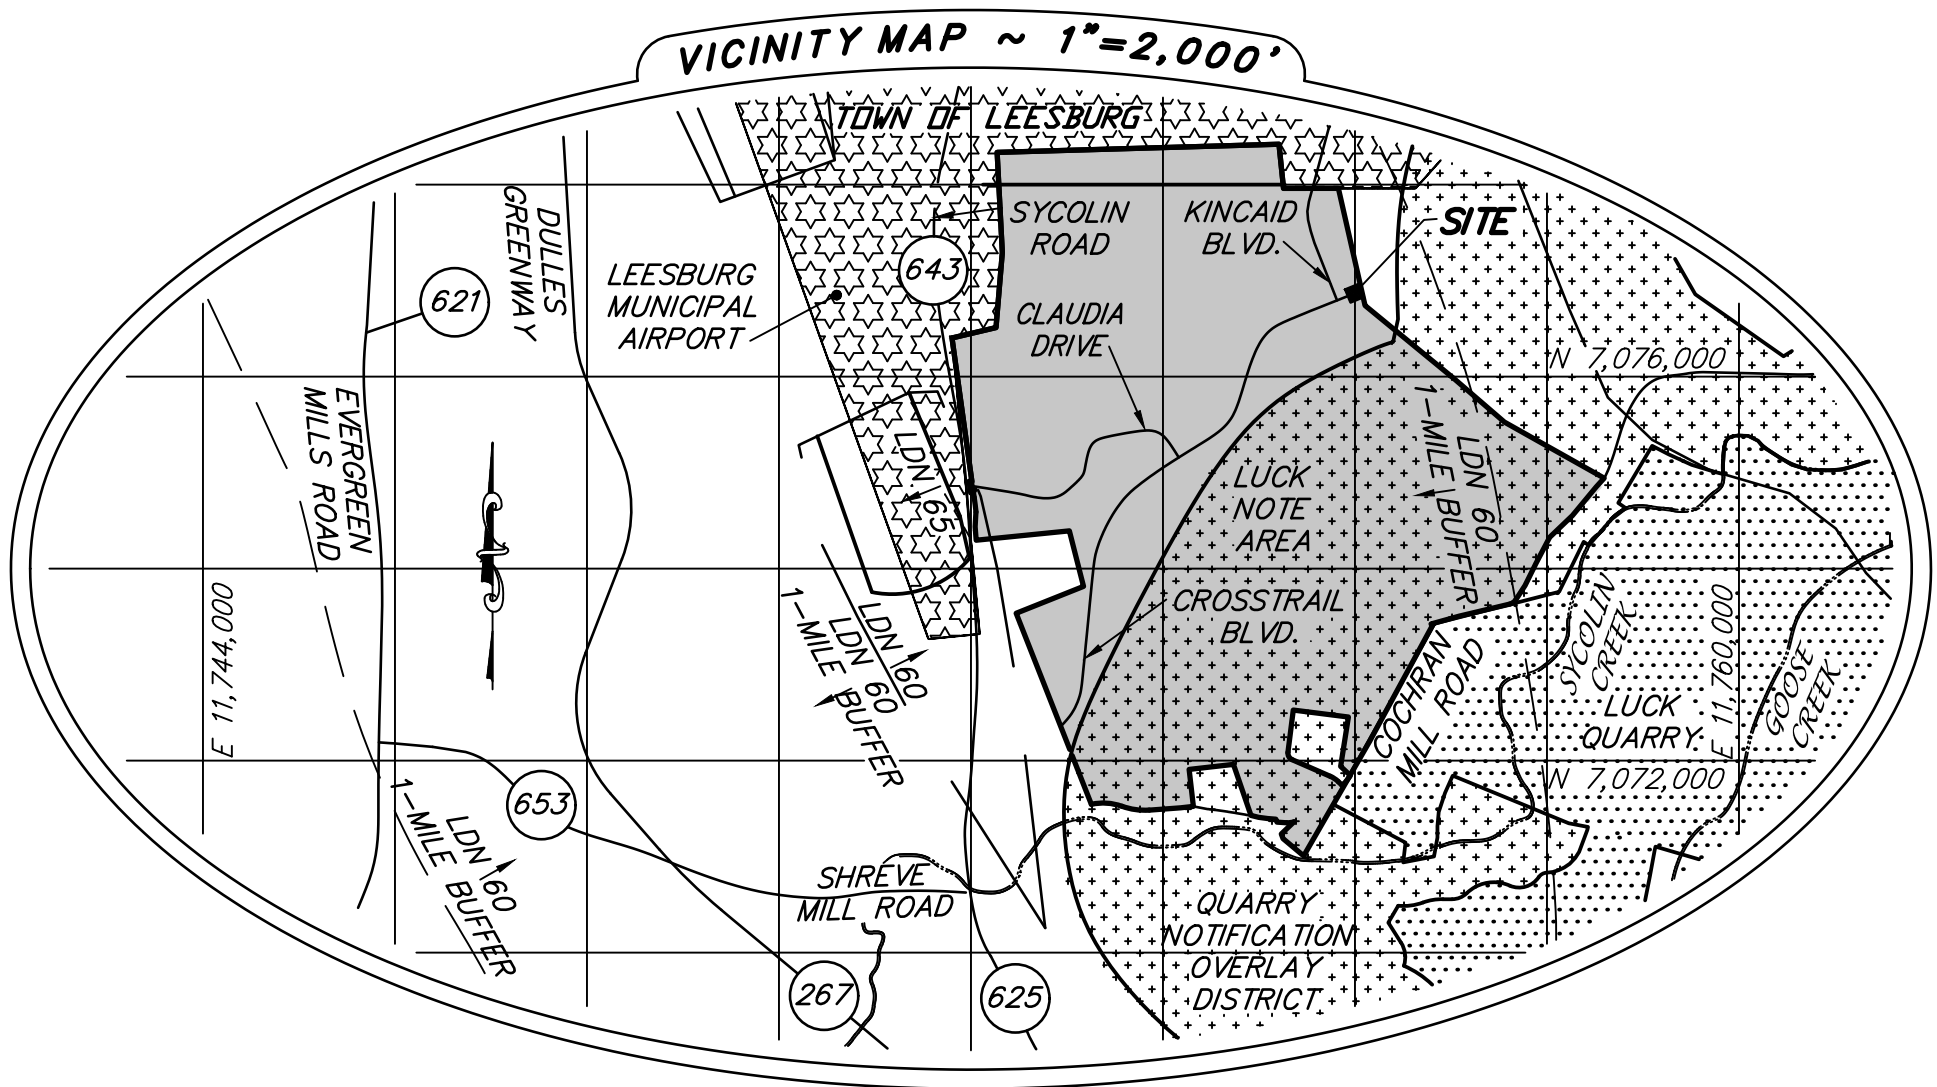 VICINITY MAP ~ 1"=2,000'
TOWN OF LEESBURG
SYCOLIN
ROAD
KINCAID
BLVD.
SITE
DULLES
GREENWAY
643
621
LEESBURG
MUNICIPAL
AIRPORT
CLAUDIA
DRIVE
N 7,076,000
EVERGREEN
MILLS ROAD
LDN 65
LUCK
NOTE
AREA
LDN 60
1-MILE BUFFER
E 11,744,000
LDN 60
LDN 60
1-MILE BUFFER
CROSSTRAIL
BLVD.
COCHRAN
MILL ROAD
SYCOLIN
CREEK
LUCK
QUARRY
E 11,760,000
GOOSE
CREEK
N 7,072,000
653
LDN 60
1-MILE BUFFER
SHREVE
MILL ROAD
QUARRY
NOTIFICATION
OVERLAY
DISTRICT
267
625